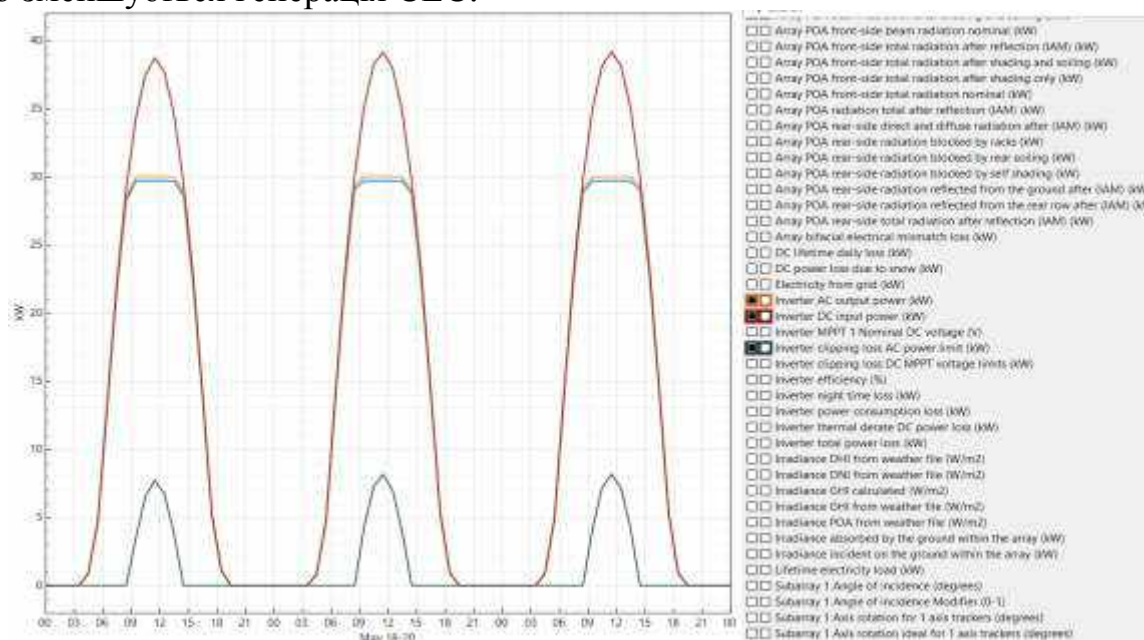 зменшується генерація СЕС.
Array POA front-side beam radiation nominal (kW)
Array POA front-side total radiation after reflection (IAM) (kW)
Array POA front-side total radiation after shading and soiling (kW)
Array POA front-side total radiation after shading only (kW)
Array POA front-side total radiation nominal (kW)
Array POA radiation total after reflection (IAM) (kW)
Array POA rear-side direct and diffuse radiation after (IAM) (kW)
Array POA rear-side radiation blocked by racks (kW)
Array POA rear-side radiation blocked by rear soiling (kW)
Array POA rear-side radiation blocked by self shading (kW)
Array POA rear-side radiation reflected from the ground after (IAM) (kW
Array POA rear-side radiation reflected from the rear row after (IAM) (kW
Array POA rear-side total radiation after reflection (IAM) (kW)
Array bifacial electrical mismatch loss (kW)
DC lifetime daily loss (kW)
DC power loss due to snow (kW)
Electricity from grid (kW)
Inverter AC output power (kW)
Inverter DC input power (kW)
Inverter MPPT 1 Nominal DC voltage (V)
Inverter clipping loss AC power limit (kW)
Inverter clipping loss DC MPPT voltage limits (kW)
Inverter efficiency (%)
Inverter night time loss (kW)
Inverter power consumption loss (kW)
Inverter thermal derate DC power loss (kW)
Inverter total power loss (kW)
Irradiance DHI from weather file (W/m2)
Irradiance DNI from weather file (W/m2)
Irradiance GHI calculated (W/m2)
Irradiance GHI from weather file (W/m2)
Irradiance POA from weather file (W/m2)
Irradiance absorbed by the ground within the array (kW)
Irradiance incident on the ground within the array (kW)
Lifetime electricity load (kW)
Subarray 1 Angle of incidence (degrees)
Subarray 1 Angle of incidence Modifier (0-1)
Subarray 1 Axis rotation for 1 axis trackers (degrees)
Subarray 1 Axis rotation ideal for 1 axis trackers (degrees)
40
35
30
25
20
15
10
5
0
kW
00 03 06 09 12 15 18 21 00 03 06 09 12 15 18 21 00 03 06 09 12 15 18 21 00
May 18-20